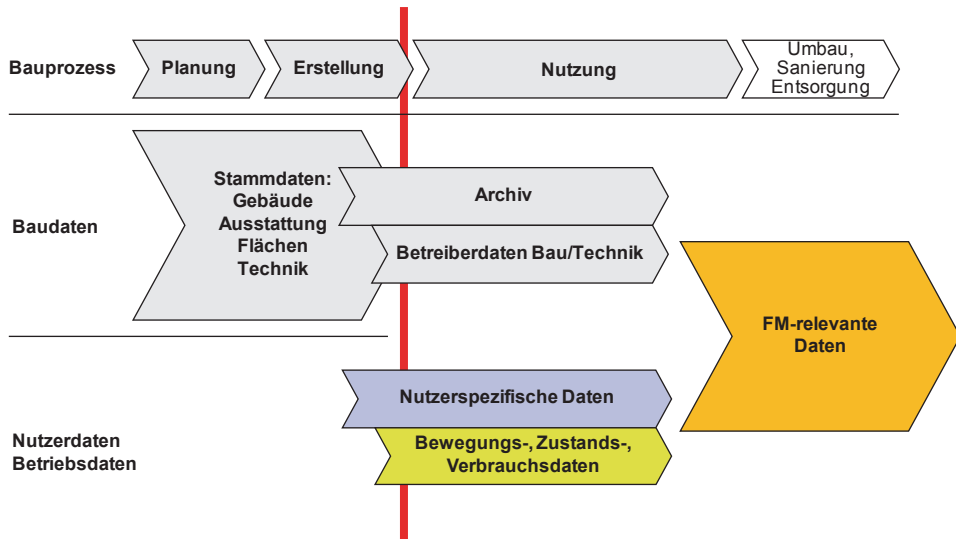 Bauprozess
Planung
Erstellung
Nutzung
Umbau,
Sanierung
Entsorgung
Baudaten
Stammdaten:
Gebäude
Ausstattung
Flächen
Technik
Archiv
Betreiberdaten Bau/Technik
FM-relevante
Daten
Nutzerdaten
Betriebsdaten
Nutzerspezifische Daten
Bewegungs-, Zustands-,
Verbrauchsdaten